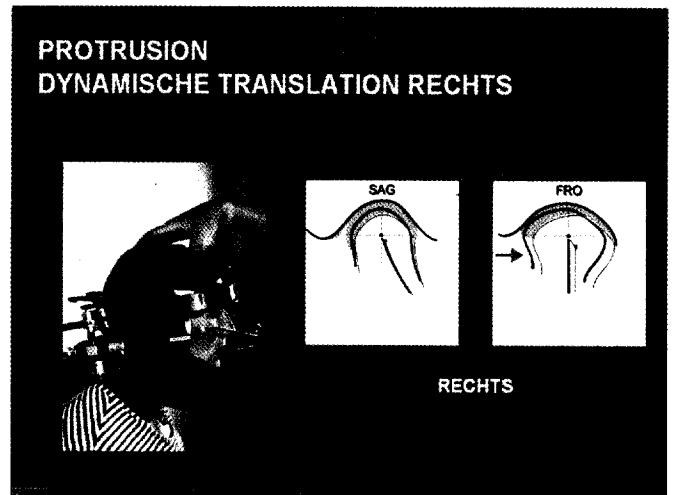 PROTRUSION
DYNAMISCHE TRANSLATION RECHTS
SAG
FRO
RECHTS